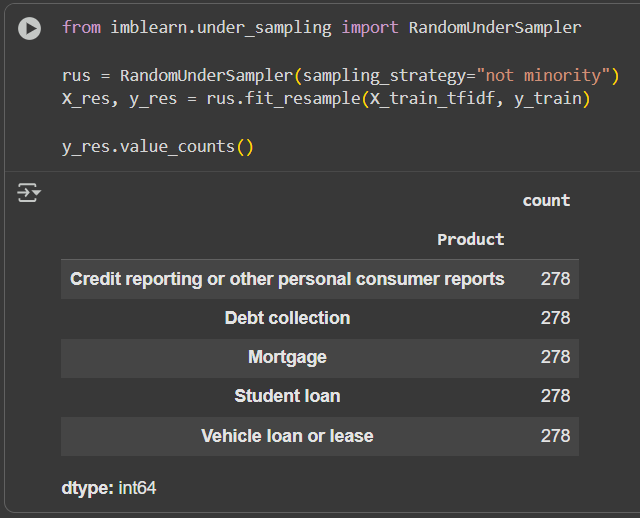 from imblearn.under_sampling import RandomUnderSampler
rus = RandomUnderSampler(sampling_strategy="not minority")
X_res, y_res = rus.fit_resample(X_train_tfidf, y_train)
y_res.value_counts()
count
Product
Credit reporting or other personal consumer reports 278
Debt collection 278
Mortgage 278
Student loan 278
Vehicle loan or lease 278
dtype: int64